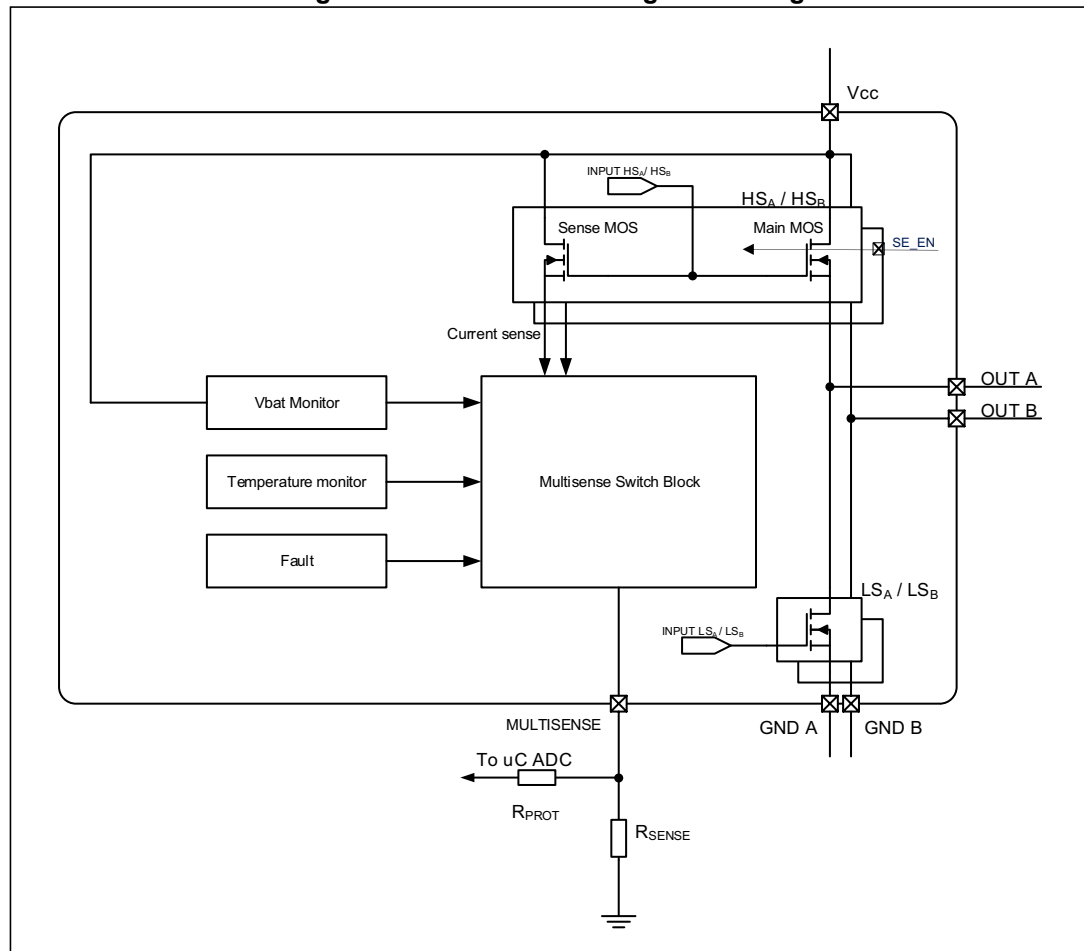 Vcc
INPUT HSA/ HSB
HSA / HSB
Sense MOS
Main MOS
SE_EN
Current sense
OUT A
Vbat Monitor
OUT B
Temperature monitor
Multisense Switch Block
Fault
LSA / LSB
INPUT LSA/ LSB
MULTISENSE
GND A
GND B
To uC ADC
RPROT
RSENSE